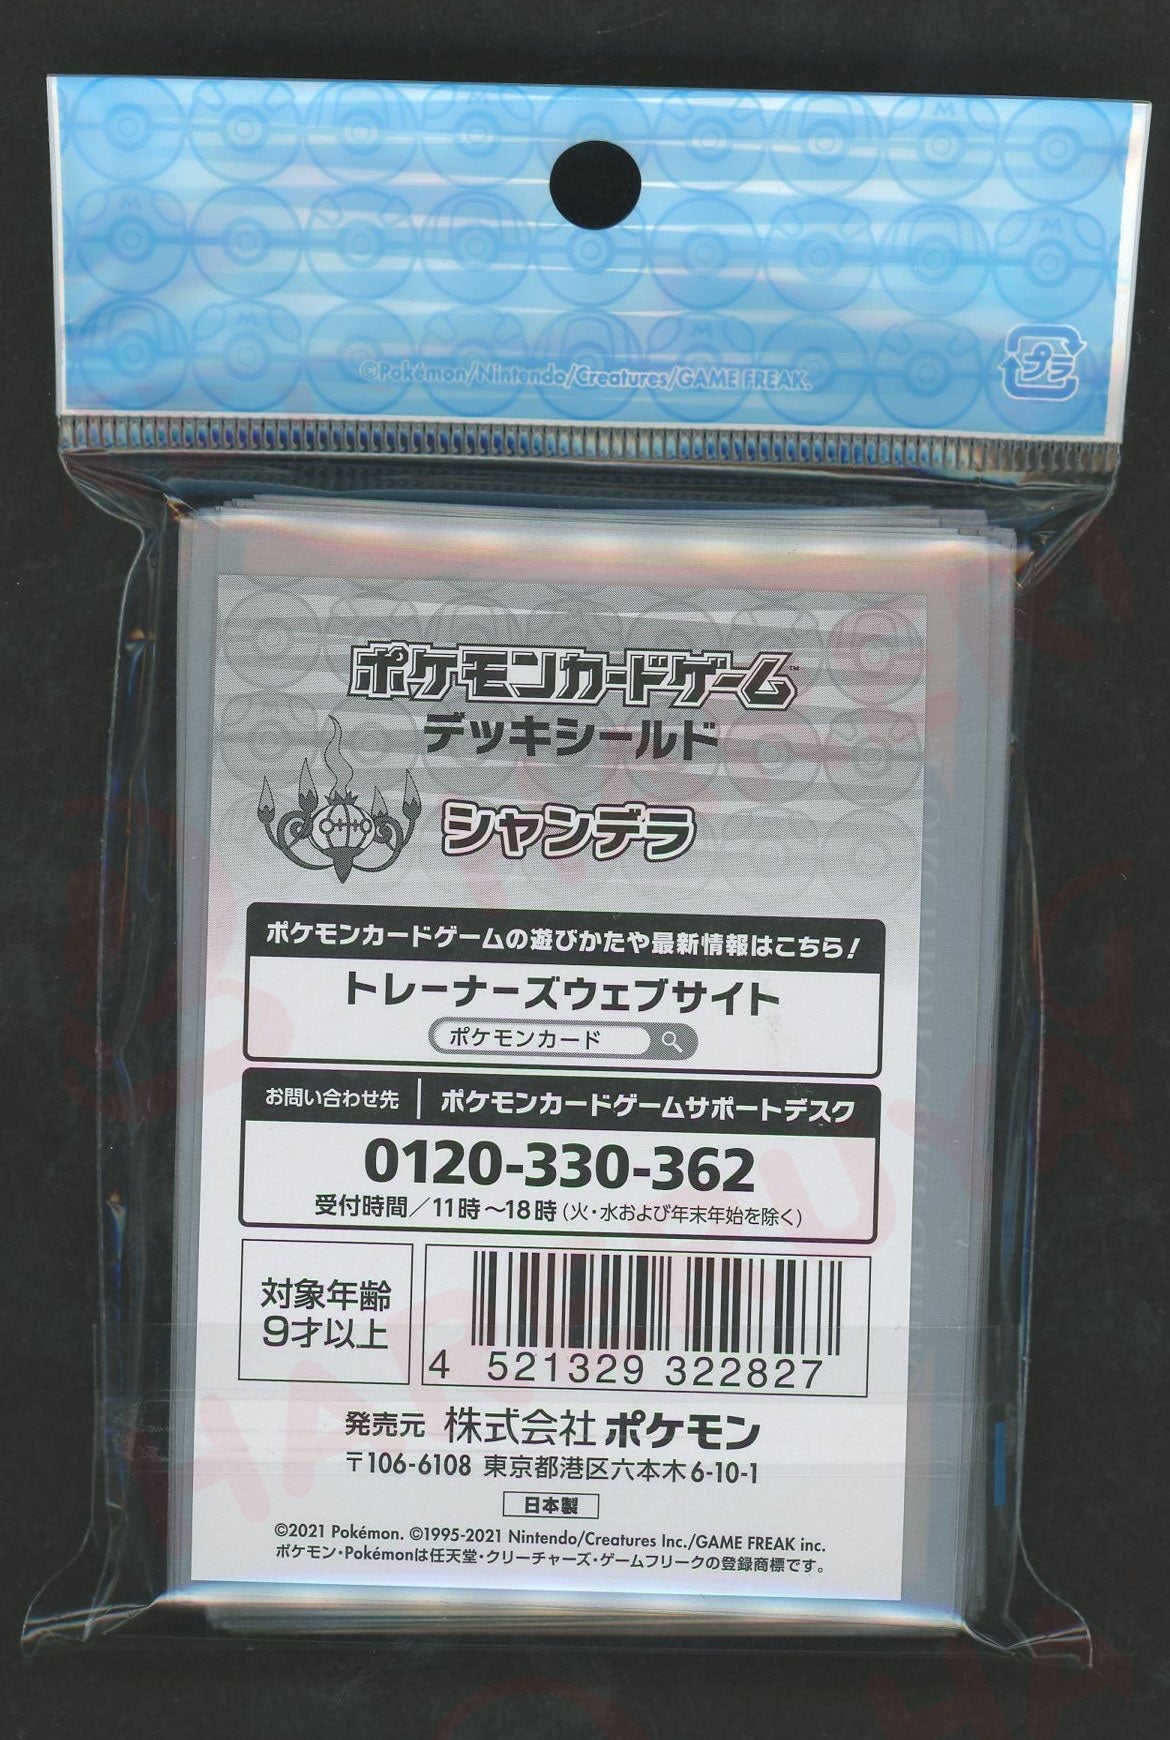 ©Pokémon/Nintendo/Creatures/GAME FREAK.
プラ
ポケモンカードゲーム™
デッキシールド
シャンデラ
ポケモンカードゲームの遊びかたや最新情報はこちら!
トレーナーズウェブサイト
ポケモンカード
お問い合わせ先 ポケモンカードゲームサポートデスク
0120-330-362
受付時間/11時~18時(火・水および年末年始を除く)
対象年齢
9才以上
4 521329 322827
発売元 株式会社ポケモン
〒106-6108 東京都港区六本木6-10-1
日本製
©2021 Pokémon. ©1995-2021 Nintendo/Creatures Inc./GAME FREAK inc.
ポケモン・Pokémonは任天堂・クリーチャーズ・ゲームフリークの登録商標です。